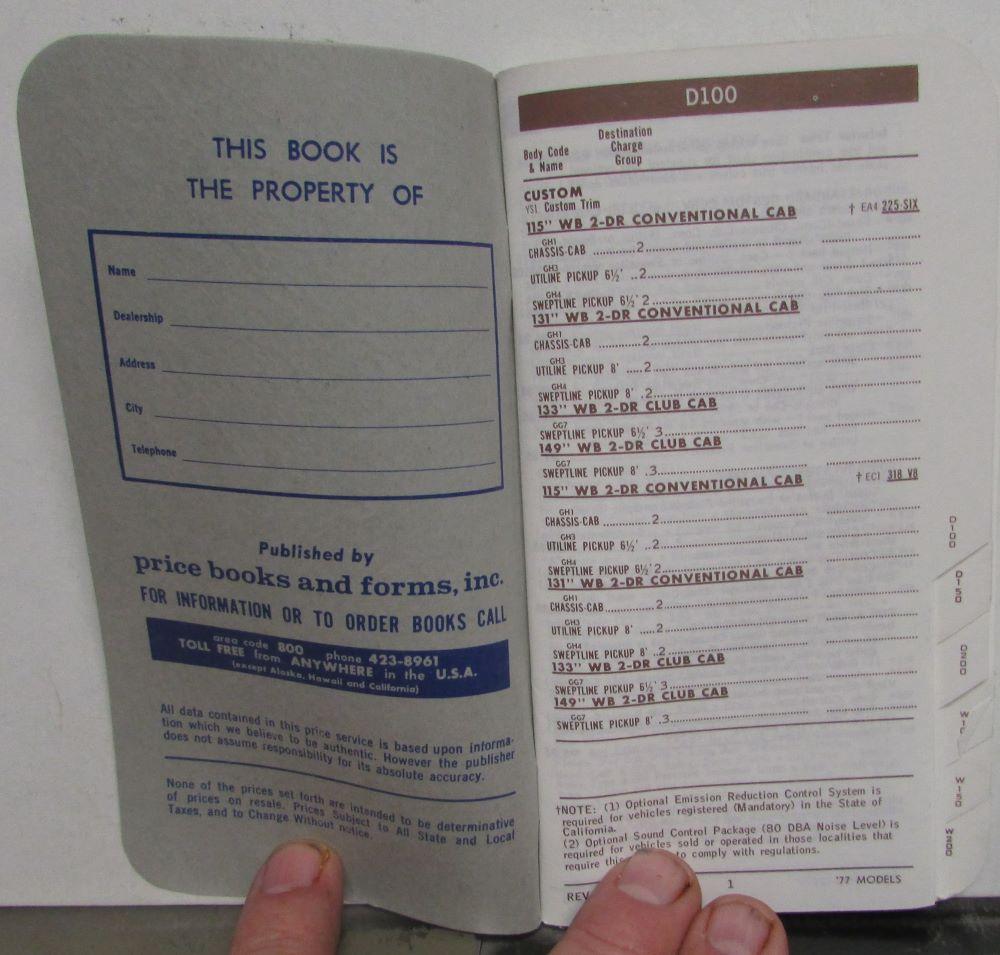 THIS BOOK IS
THE PROPERTY OF
Name
Dealership
Address
City
Telephone
Published by
price books and forms, inc.
FOR INFORMATION OR TO ORDER BOOKS CALL
area code 800 phone 423-8961
TOLL FREE from ANYWHERE in the U.S.A.
(except Alaska, Hawaii and California)
All data contained in this price service is based upon informa-
tion which we believe to be authentic. However the publisher
does not assume responsibility for its absolute accuracy.
None of the prices set forth are intended to be determinative
of prices on resale. Prices Subject to All State and Local
Taxes, and to Change Without notice.
D100
Destination
Body Code Charge
& Name Group
CUSTOM
YS1 Custom Trim
115" WB 2-DR CONVENTIONAL CAB † EA4 225-SIX
GH1
CHASSIS-CAB ............2
GH3
UTILINE PICKUP 6½' ..2
GH4
SWEPTLINE PICKUP 6½' 2
131" WB 2-DR CONVENTIONAL CAB
GH1
CHASSIS-CAB ............2
GH3
UTILINE PICKUP 8' .....2
GH4
SWEPTLINE PICKUP 8' .2
133" WB 2-DR CLUB CAB
GG7
SWEPTLINE PICKUP 6½' 3
149" WB 2-DR CLUB CAB
GG7
SWEPTLINE PICKUP 8' .3
115" WB 2-DR CONVENTIONAL CAB † EC1 318 V8
GH1
CHASSIS-CAB ............2
GH3
UTILINE PICKUP 6½' ..2
GH4
SWEPTLINE PICKUP 6½' 2
131" WB 2-DR CONVENTIONAL CAB
GH1
CHASSIS-CAB ............2
GH3
UTILINE PICKUP 8' .....2
GH4
SWEPTLINE PICKUP 8' ..2
133" WB 2-DR CLUB CAB
GG7
SWEPTLINE PICKUP 6½' 3
149" WB 2-DR CLUB CAB
GG7
SWEPTLINE PICKUP 8' .3
†NOTE: (1) Optional Emission Reduction Control System is
required for vehicles registered (Mandatory) in the State of
California.
(2) Optional Sound Control Package (80 DBA Noise Level) is
required for vehicles sold or operated in those localities that
require to comply with regulations.
REV 1 '77 MODELS
D100
D150
D200
W150
W200